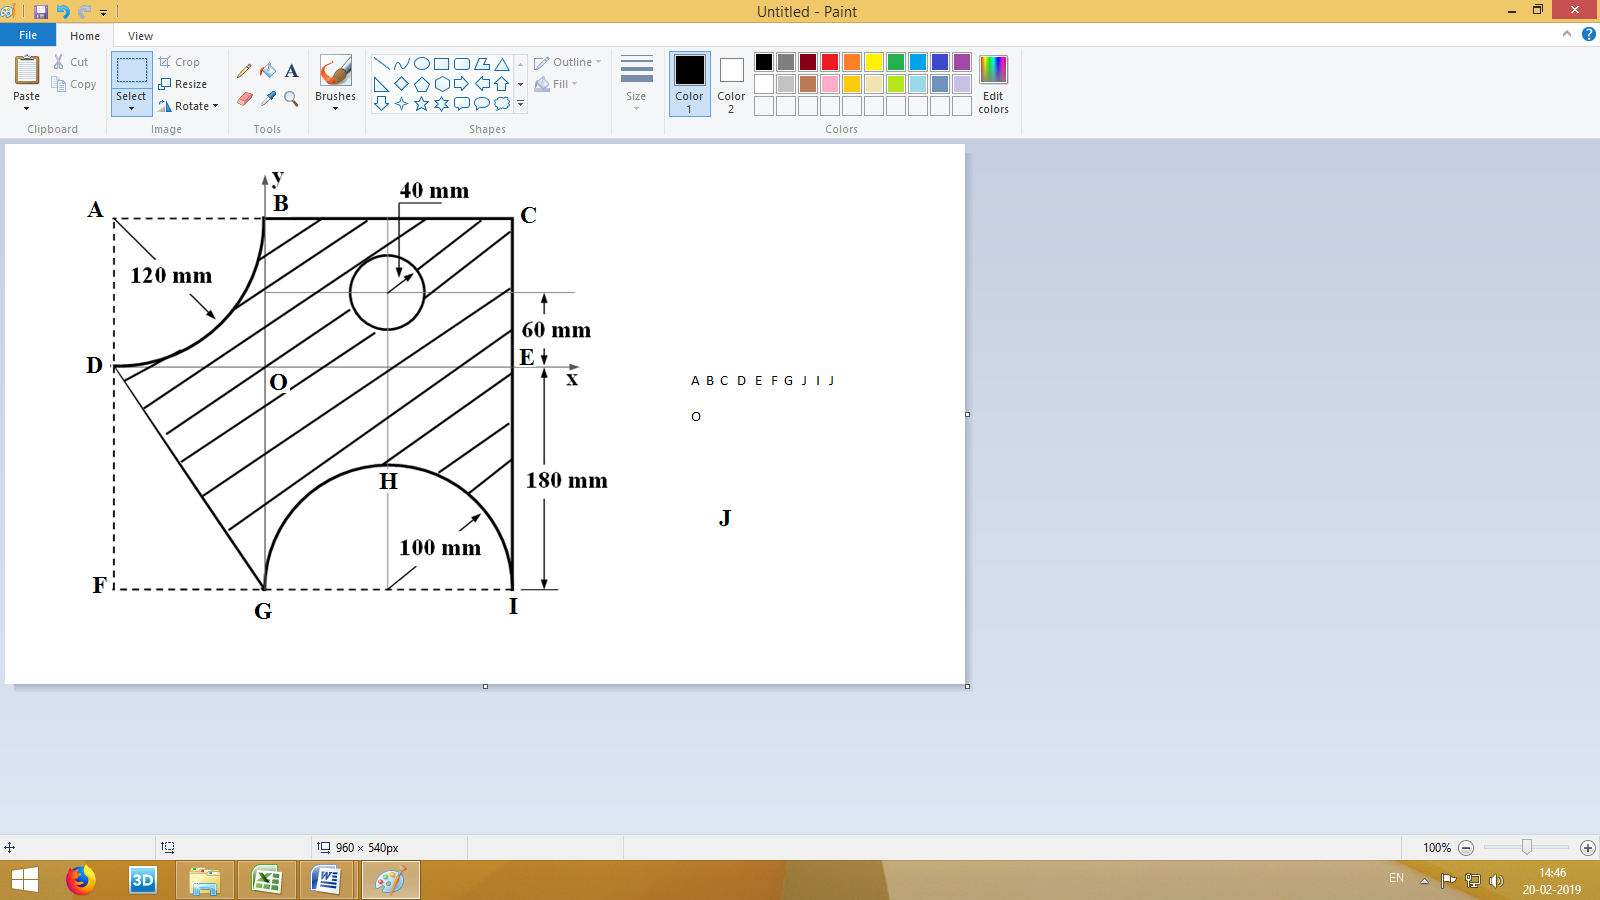 Untitled - Paint
File Home View
Paste Cut Copy Select Crop Resize Rotate Brushes Outline Fill Size Color 1 Color 2 Edit colors
Clipboard Image Tools Shapes Colors
y
B
40 mm
A
C
120 mm
60 mm
D
E
O
x
A B C D E F G J I J
O
H
180 mm
J
100 mm
F
G
I
960 × 540px
100%
3D
EN
14:46
20-02-2019